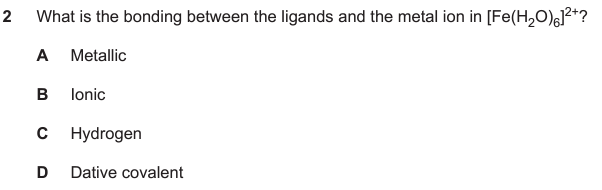 2 What is the bonding between the ligands and the metal ion in [Fe(H₂O)₆]²⁺?
A Metallic
B Ionic
C Hydrogen
D Dative covalent